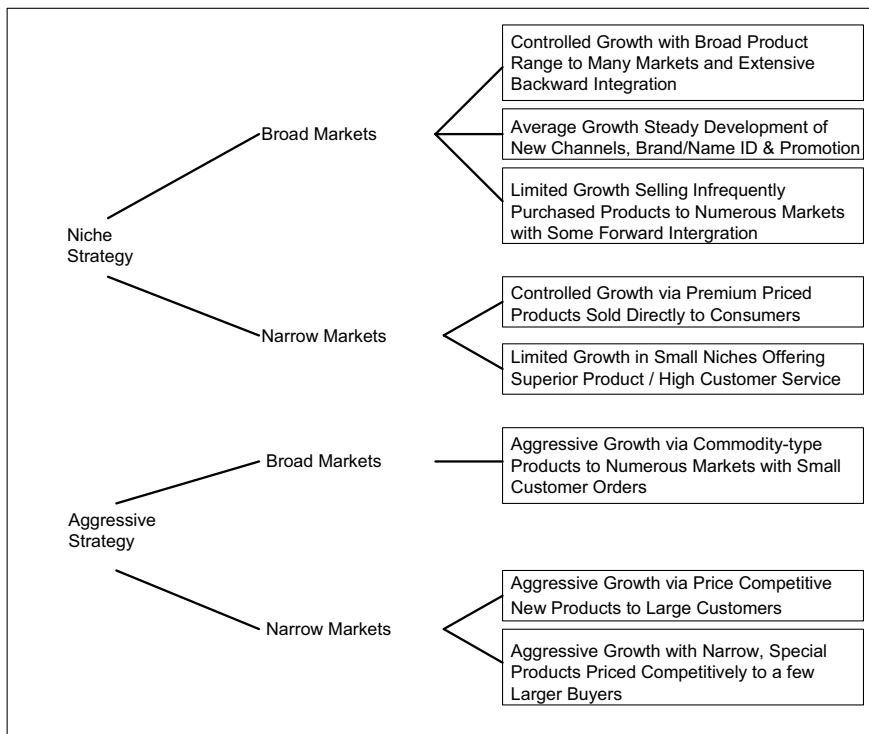 Controlled Growth with Broad Product
Range to Many Markets and Extensive
Backward Integration
Broad Markets
Average Growth Steady Development of
New Channels, Brand/Name ID & Promotion
Limited Growth Selling Infrequently
Purchased Products to Numerous Markets
with Some Forward Intergration
Niche
Strategy
Controlled Growth via Premium Priced
Products Sold Directly to Consumers
Narrow Markets
Limited Growth in Small Niches Offering
Superior Product / High Customer Service
Broad Markets
Aggressive Growth via Commodity-type
Products to Numerous Markets with Small
Customer Orders
Aggressive
Strategy
Aggressive Growth via Price Competitive
New Products to Large Customers
Narrow Markets
Aggressive Growth with Narrow, Special
Products Priced Competitively to a few
Larger Buyers